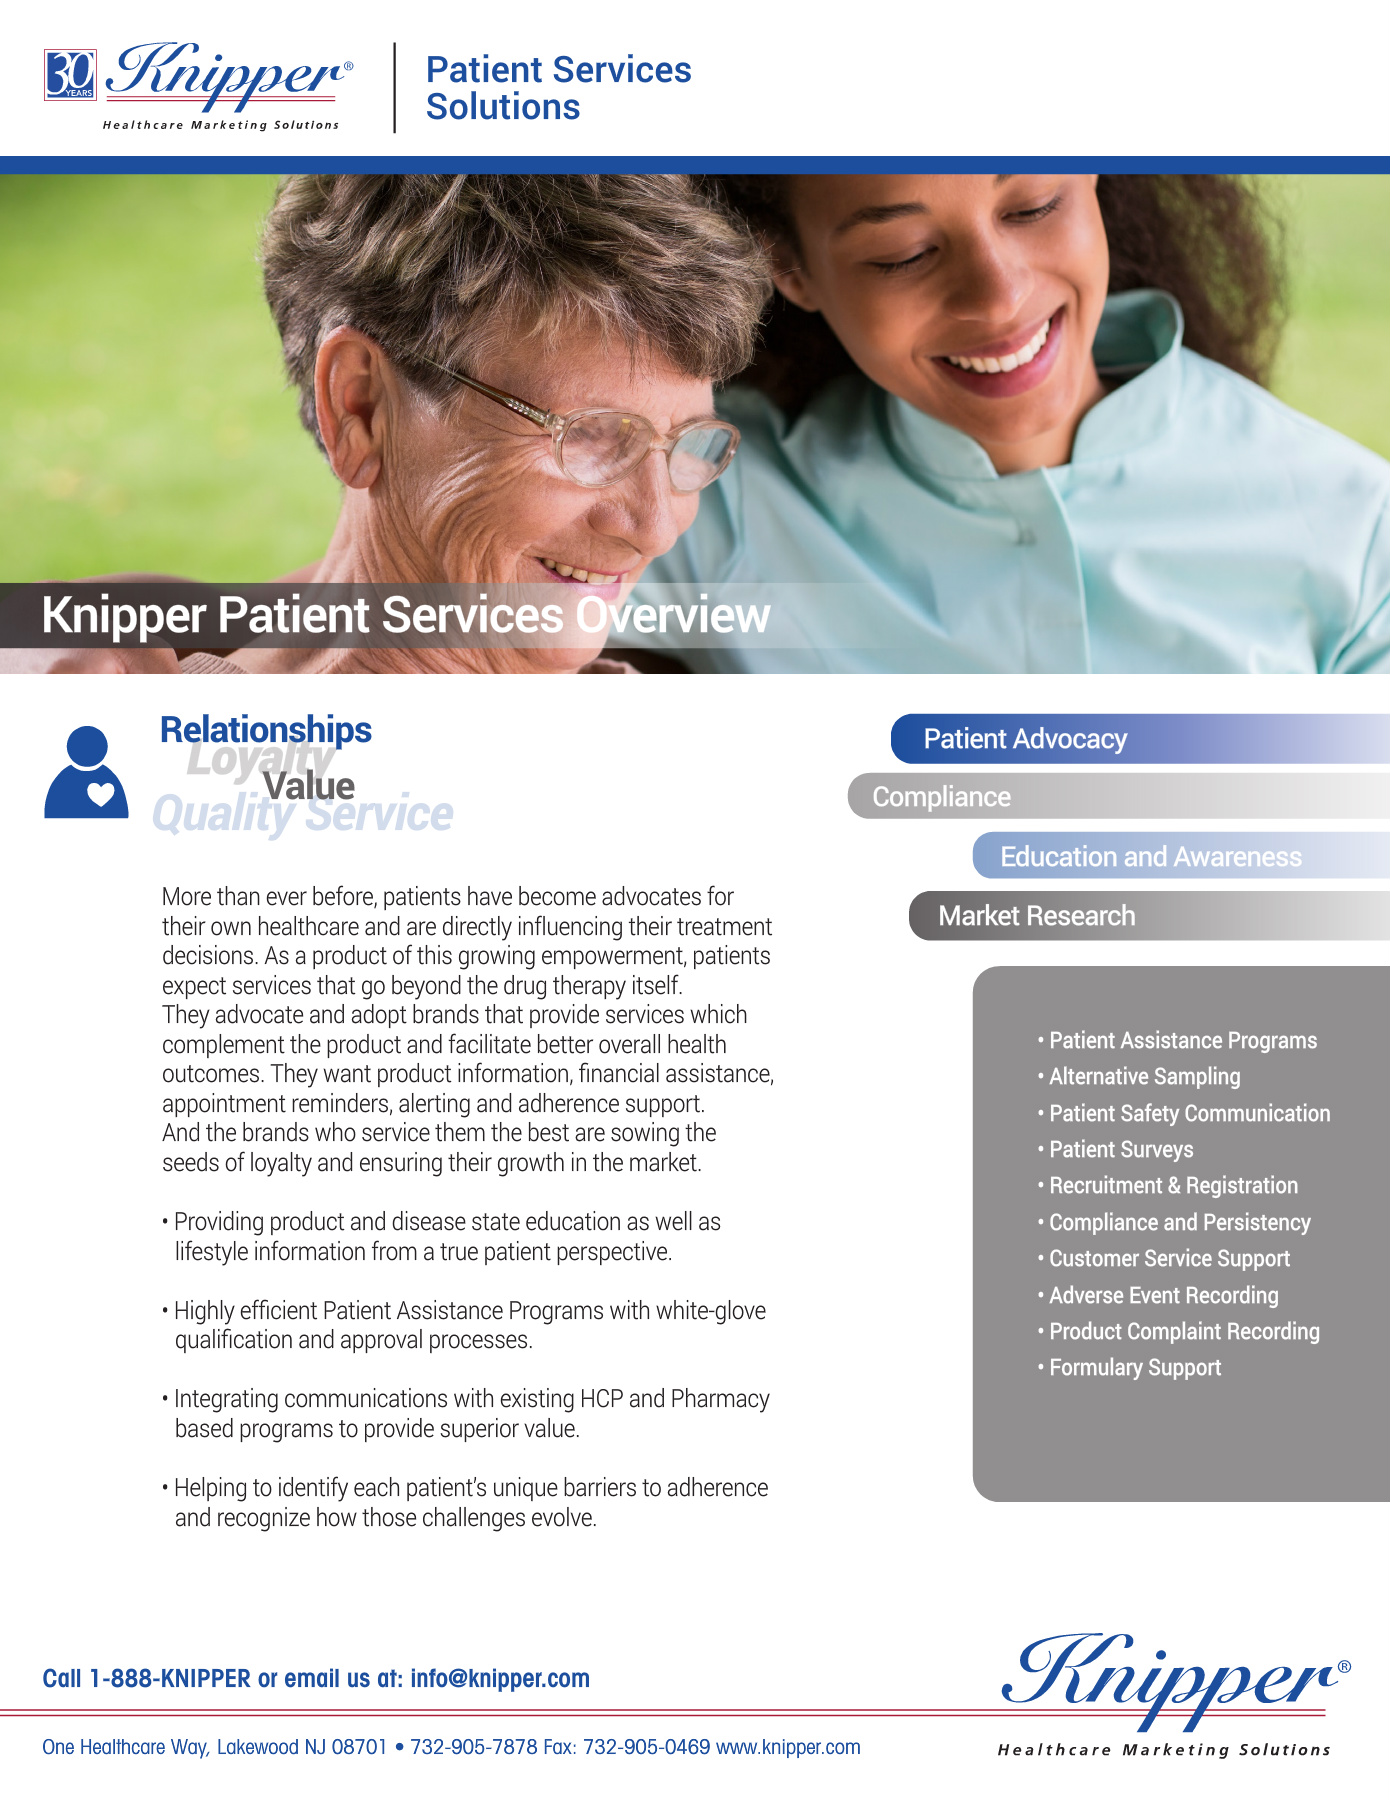 30
YEARS
Knipper®
Healthcare Marketing Solutions
Patient Services
Solutions
Knipper Patient Services Overview
Relationships
Loyalty
Value
Quality Service
More than ever before, patients have become advocates for
their own healthcare and are directly influencing their treatment
decisions. As a product of this growing empowerment, patients
expect services that go beyond the drug therapy itself.
They advocate and adopt brands that provide services which
complement the product and facilitate better overall health
outcomes. They want product information, financial assistance,
appointment reminders, alerting and adherence support.
And the brands who service them the best are sowing the
seeds of loyalty and ensuring their growth in the market.
• Providing product and disease state education as well as
lifestyle information from a true patient perspective.
• Highly efficient Patient Assistance Programs with white-glove
qualification and approval processes.
• Integrating communications with existing HCP and Pharmacy
based programs to provide superior value.
• Helping to identify each patient’s unique barriers to adherence
and recognize how those challenges evolve.
Patient Advocacy
Compliance
Education and Awareness
Market Research
• Patient Assistance Programs
• Alternative Sampling
• Patient Safety Communication
• Patient Surveys
• Recruitment & Registration
• Compliance and Persistency
• Customer Service Support
• Adverse Event Recording
• Product Complaint Recording
• Formulary Support
Call 1-888-KNIPPER or email us at: info@knipper.com
One Healthcare Way, Lakewood NJ 08701 • 732-905-7878 Fax: 732-905-0469 www.knipper.com
Knipper®
Healthcare Marketing Solutions